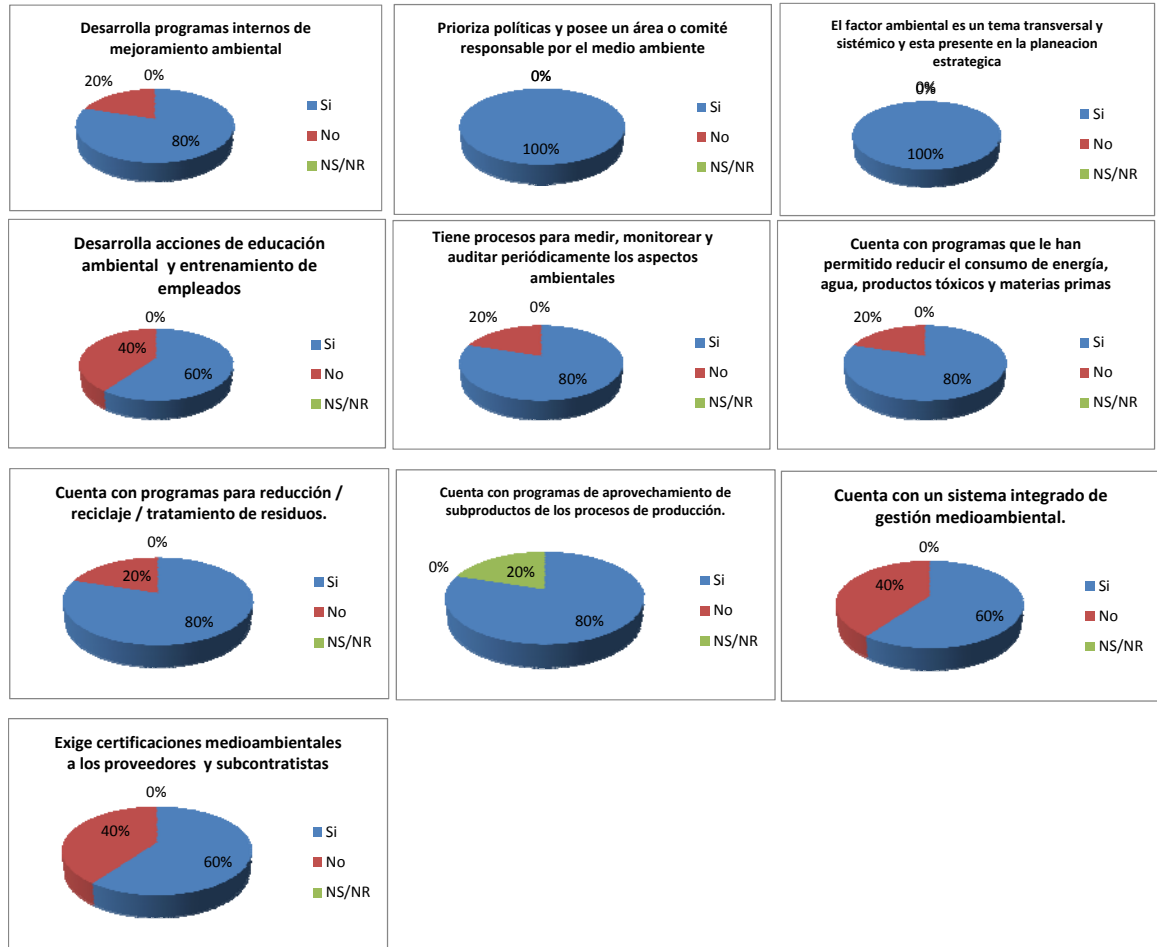 Desarrolla programas internos de
mejoramiento ambiental
20%
0%
80%
Si
No
NS/NR
Prioriza políticas y posee un área o comité
responsable por el medio ambiente
0%
0%
100%
Si
No
NS/NR
El factor ambiental es un tema transversal y
sistémico y esta presente en la planeacion
estrategica
0%
0%
100%
Si
No
NS/NR
Desarrolla acciones de educación
ambiental y entrenamiento de
empleados
0%
40%
60%
Si
No
NS/NR
Tiene procesos para medir, monitorear y
auditar periódicamente los aspectos
ambientales
20%
0%
80%
Si
No
NS/NR
Cuenta con programas que le han
permitido reducir el consumo de energía,
agua, productos tóxicos y materias primas
20%
0%
80%
Si
No
NS/NR
Cuenta con programas para reducción /
reciclaje / tratamiento de residuos.
0%
20%
80%
Si
No
NS/NR
Cuenta con programas de aprovechamiento de
subproductos de los procesos de producción.
0%
20%
80%
Si
No
NS/NR
Cuenta con un sistema integrado de
gestión medioambiental.
0%
40%
60%
Si
No
NS/NR
Exige certificaciones medioambientales
a los proveedores y subcontratistas
0%
40%
60%
Si
No
NS/NR